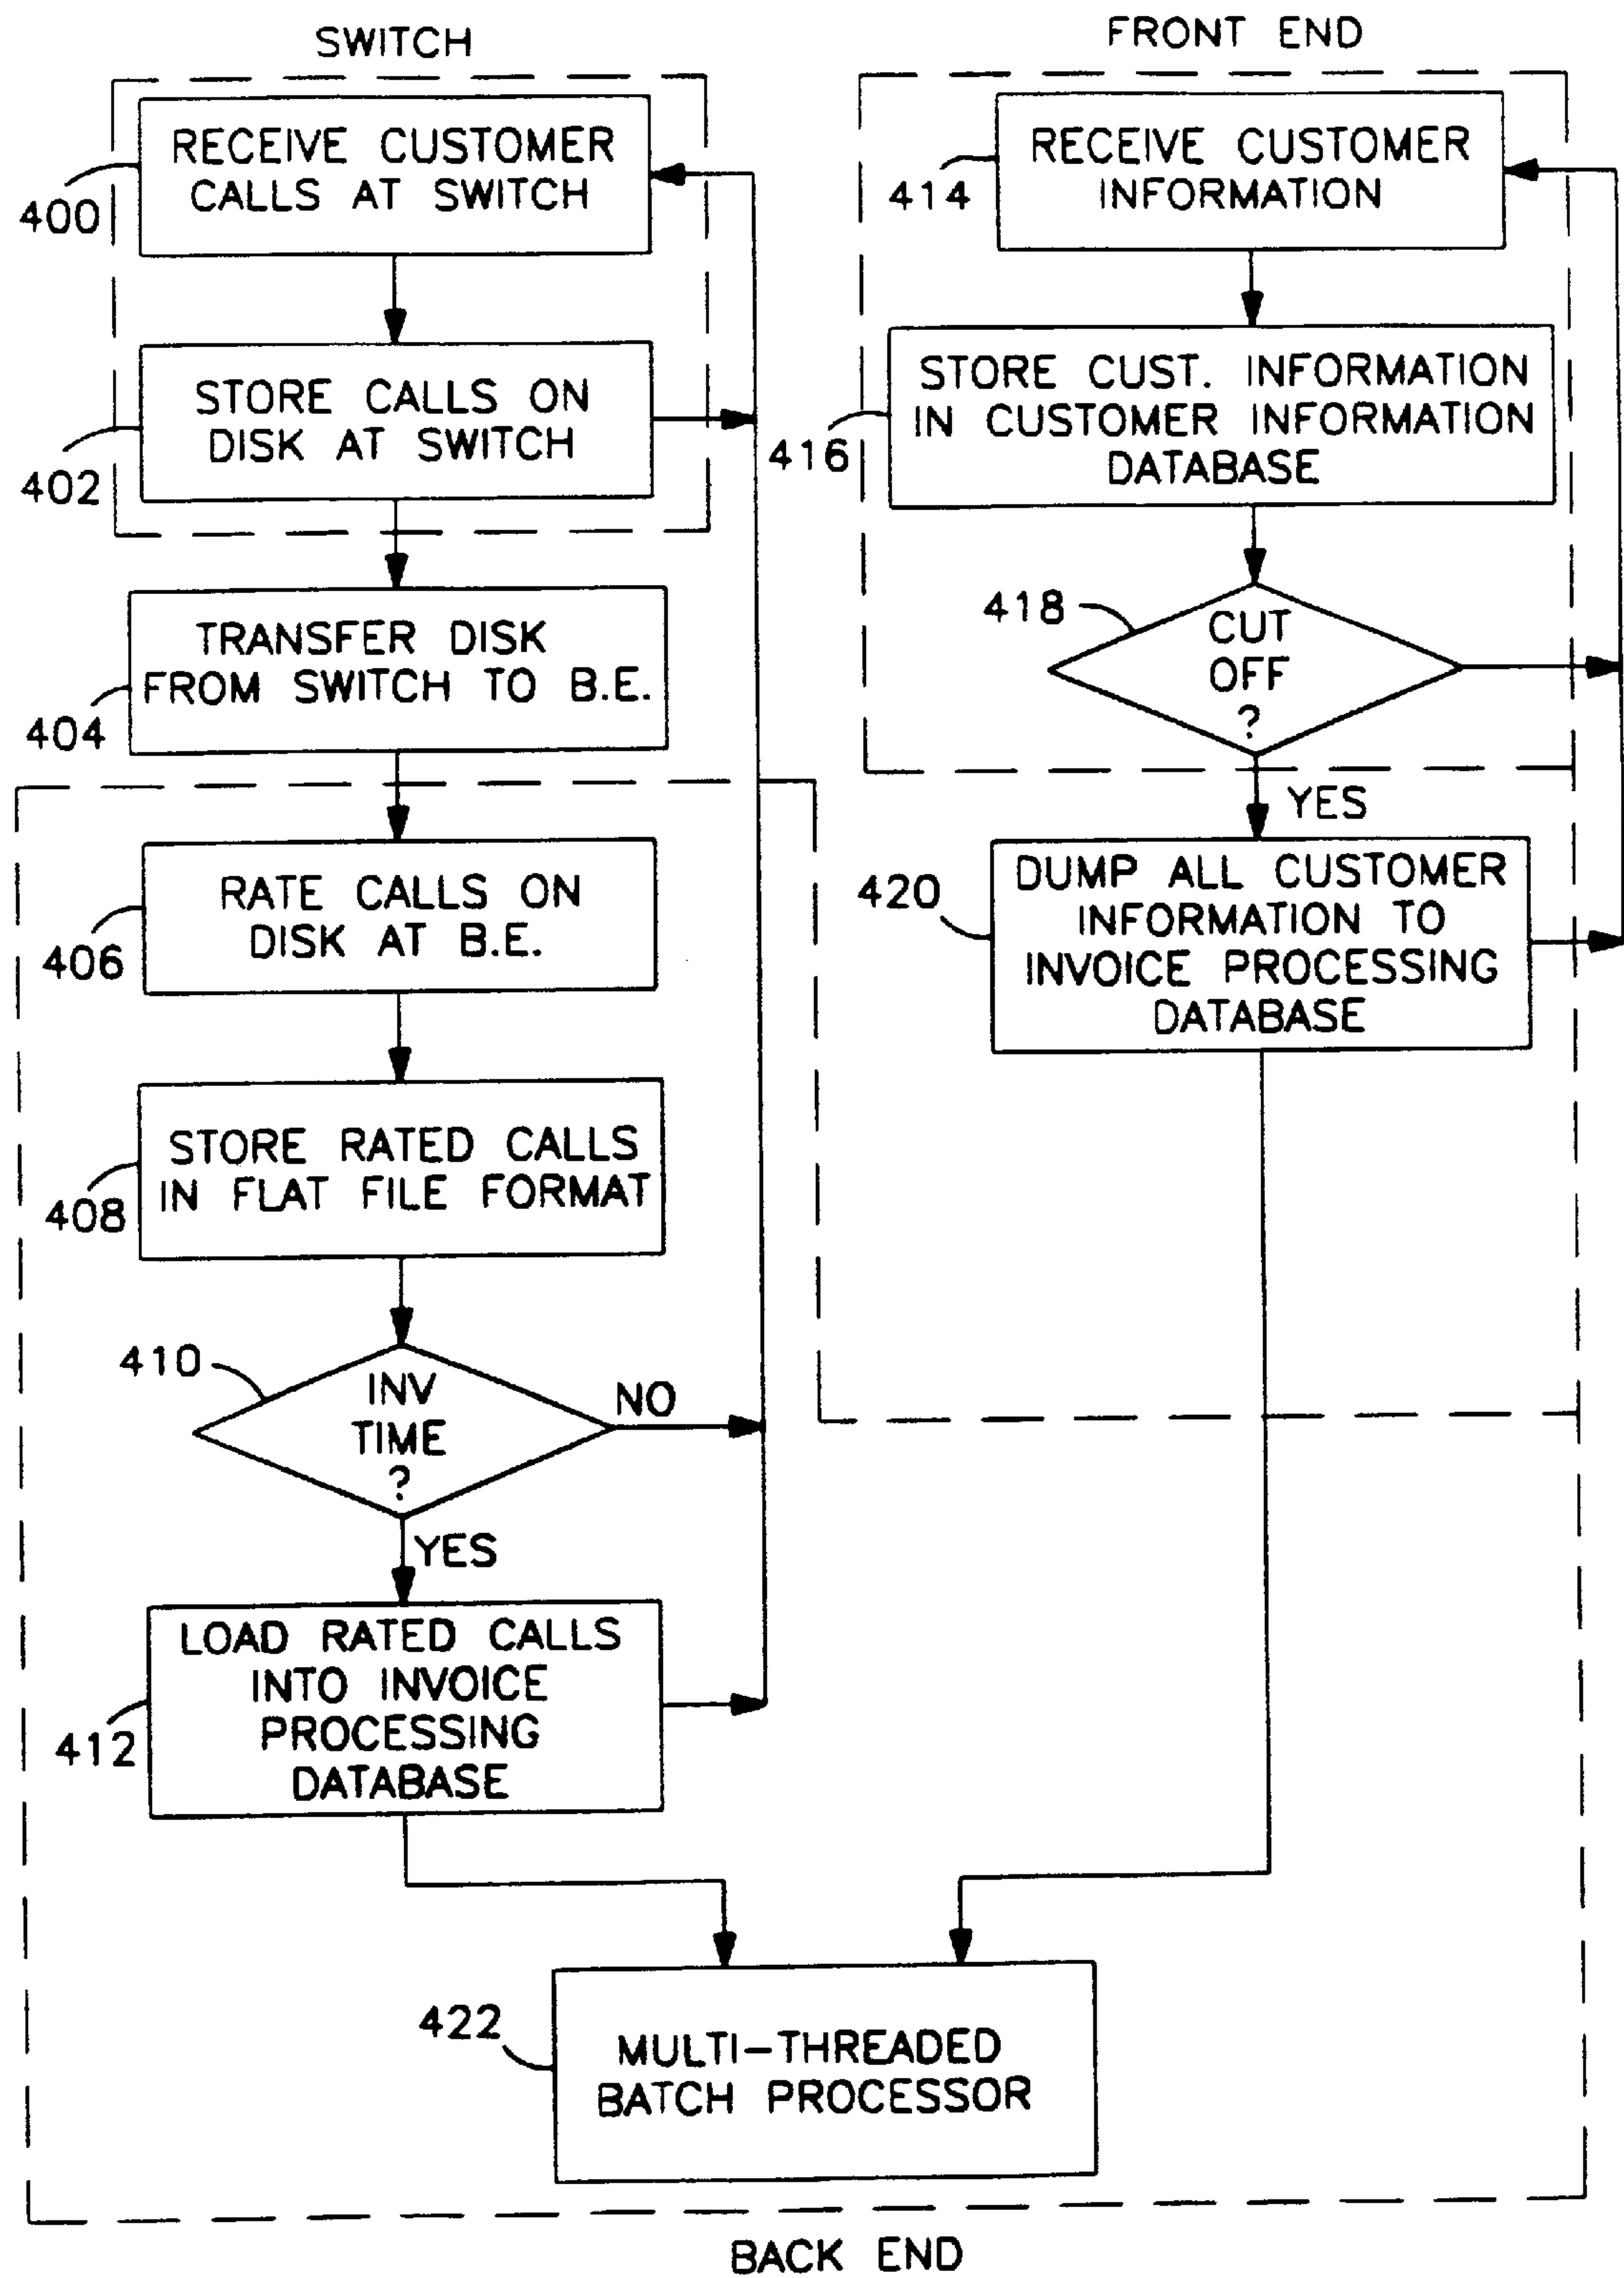 SWITCH
RECEIVE CUSTOMER
CALLS AT SWITCH
400
STORE CALLS ON
DISK AT SWITCH
402
TRANSFER DISK
FROM SWITCH TO B.E.
404
RATE CALLS ON
DISK AT B.E.
406
STORE RATED CALLS
IN FLAT FILE FORMAT
408
410
INV
TIME
?
NO
YES
LOAD RATED CALLS
INTO INVOICE
PROCESSING
DATABASE
412
FRONT END
RECEIVE CUSTOMER
INFORMATION
414
STORE CUST. INFORMATION
IN CUSTOMER INFORMATION
DATABASE
416
418
CUT
OFF
?
YES
DUMP ALL CUSTOMER
INFORMATION TO
INVOICE PROCESSING
DATABASE
420
422
MULTI-THREADED
BATCH PROCESSOR
BACK END